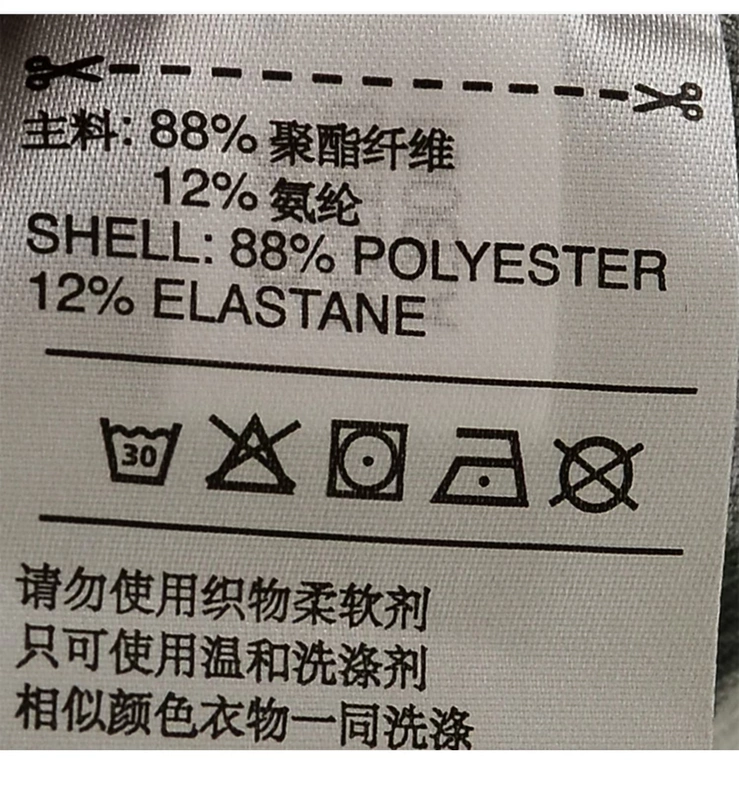 主料: 88% 聚酯纤维
12% 氨纶
SHELL: 88% POLYESTER
12% ELASTANE
30
请勿使用织物柔软剂
只可使用温和洗涤剂
相似颜色衣物一同洗涤